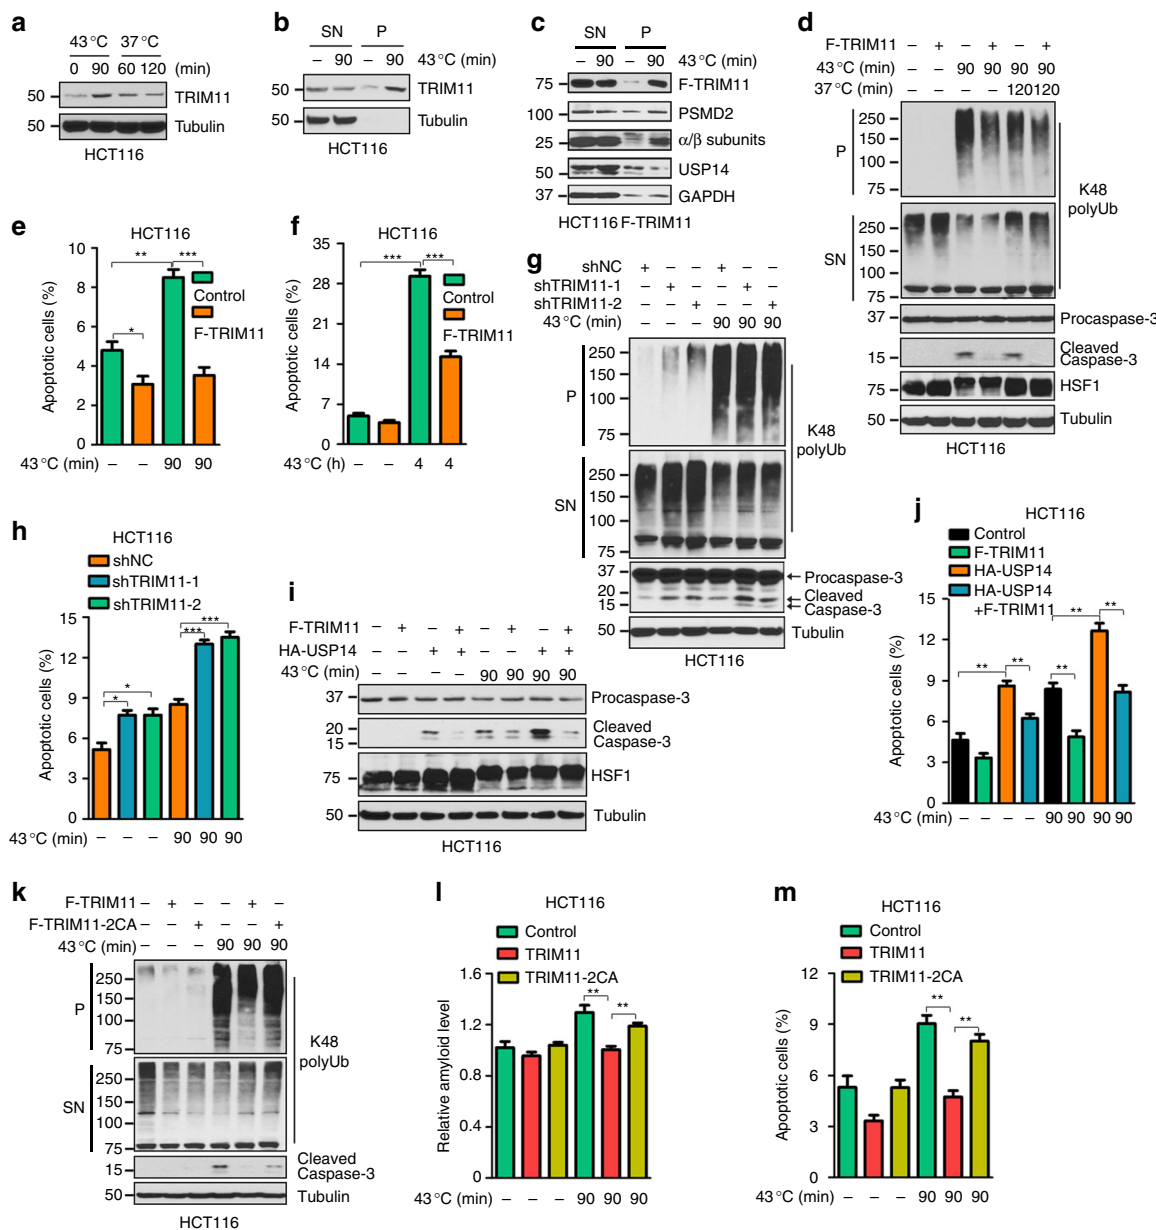 a
43 °C 37 °C
0 90 60 120 (min)
50 TRIM11
50 Tubulin
HCT116
b
SN P
– 90 – 90 43 °C (min)
50 TRIM11
50 Tubulin
c
SN P
– 90 – 90 43 °C (min)
75 F-TRIM11
100 PSMD2
25 α/β subunits
50 USP14
37 GAPDH
HCT116 F-TRIM11
d
F-TRIM11 – + – + – +
43 °C (min) – – 90 90 90 90
37 °C (min) 120 120
P
250
150
100
75
SN
250
150
100
75
K48
polyUb
37 Procaspase-3
15 Cleaved
Caspase-3
75 HSF1
50 Tubulin
HCT116
e
HCT116
Apoptotic cells (%)
10
8
6
4
2
0
** ***
*
Control
F-TRIM11
43 °C (min) – – 90 90
f
HCT116
Apoptotic cells (%)
35
28
21
14
7
0
*** ***
Control
F-TRIM11
43 °C (h) – – 4 4
g
shNC + – – + – –
shTRIM11-1 – + – – + –
shTRIM11-2 – – + – – +
43 °C (min) – – – 90 90 90
P
250
150
100
75
SN
250
150
100
75
K48
polyUb
37 Procaspase-3
20 Cleaved
15 Caspase-3
50 Tubulin
HCT116
h
HCT116
shNC
shTRIM11-1
shTRIM11-2
Apoptotic cells (%)
15
12
9
6
3
0
* * *** ***
43 °C (min) – – – 90 90 90
i
F-TRIM11 – + – + – + – +
HA-USP14 – – + + – – + +
43 °C (min) – – – – 90 90 90 90
37 Procaspase-3
20 Cleaved
15 Caspase-3
75 HSF1
50 Tubulin
HCT116
j
HCT116
Control
F-TRIM11
HA-USP14
HA-USP14
+F-TRIM11
Apoptotic cells (%)
15
12
9
6
3
0
** ** ** ** **
43 °C (min) – – – – 90 90 90 90
k
F-TRIM11 – + – – + –
F-TRIM11-2CA – – + – – +
43 °C (min) – – – 90 90 90
P
250
150
100
75
SN
250
150
100
75
K48
polyUb
15 Cleaved
Caspase-3
50 Tubulin
HCT116
l
HCT116
Control
TRIM11
TRIM11-2CA
Relative amyloid level
1.6
1.2
0.8
0.4
0
** **
43 °C (min) – – – 90 90 90
m
HCT116
Control
TRIM11
TRIM11-2CA
Apoptotic cells (%)
12
9
6
3
0
** **
43 °C (min) – – – 90 90 90